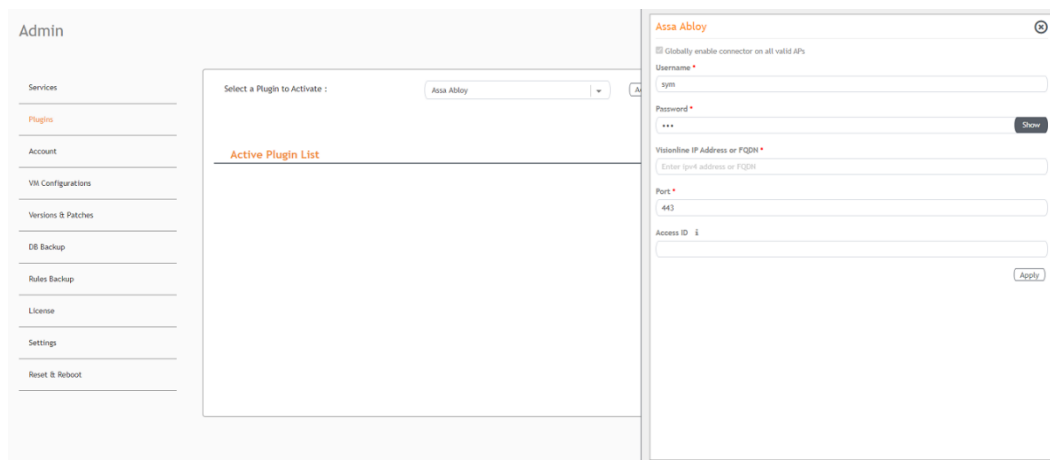 Admin
Services
Plugins
Account
VM Configurations
Versions & Patches
DB Backup
Rules Backup
License
Settings
Reset & Reboot
Select a Plugin to Activate :
Assa Abloy
Active Plugin List
Assa Abloy
Globally enable connector on all valid APs
Username *
sym
Password *
•••
Show
Visionline IP Address or FQDN *
Enter ipv4 address or FQDN
Port *
443
Access ID i
Apply